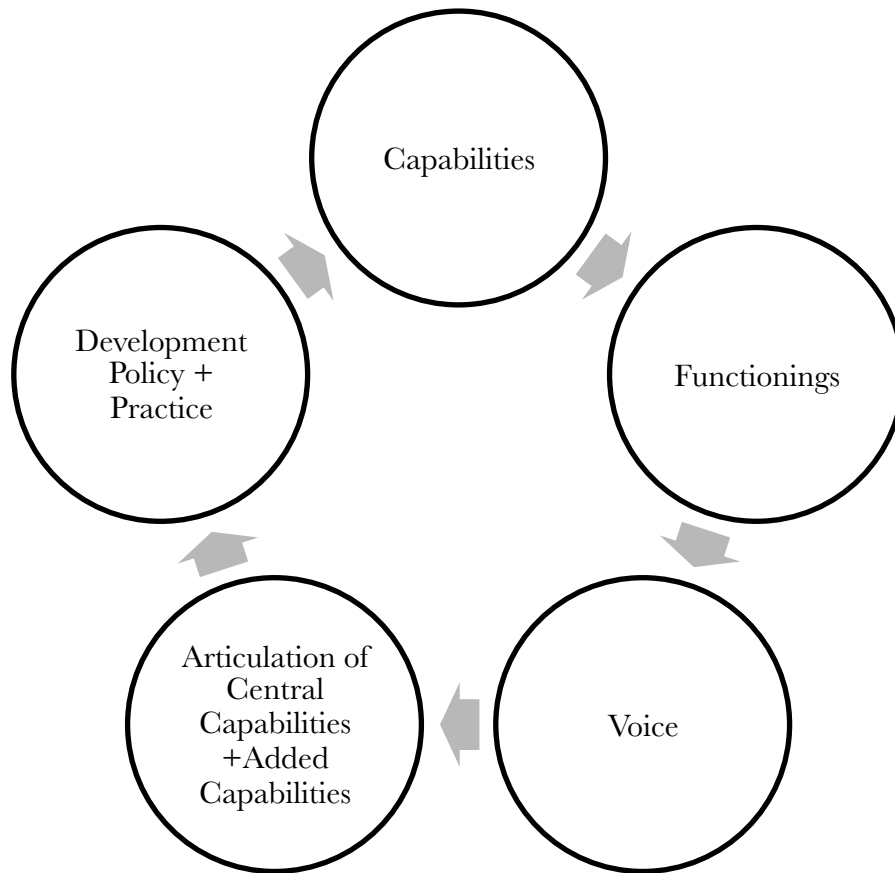 Capabilities
Functionings
Voice
Articulation of
Central
Capabilities
+Added
Capabilities
Development
Policy +
Practice